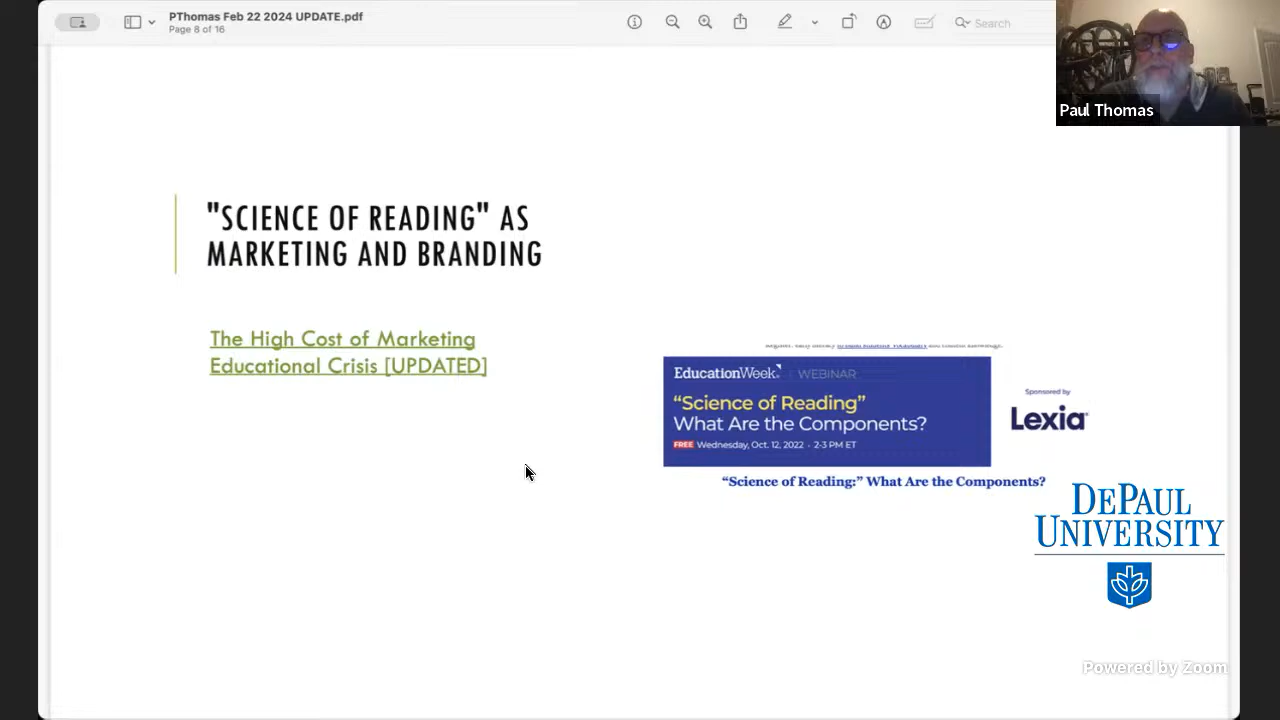 PThomas Feb 22 2024 UPDATE.pdf
Page 8 of 16
Search
Paul Thomas
"SCIENCE OF READING" AS
MARKETING AND BRANDING
The High Cost of Marketing
Educational Crisis [UPDATED]
EducationWeek | WEBINAR
“Science of Reading”
What Are the Components?
FREE Wednesday, Oct. 12, 2022 • 2-3 PM ET
Sponsored by
Lexia®
“Science of Reading:” What Are the Components?
DEPAUL
UNIVERSITY
Powered by Zoom